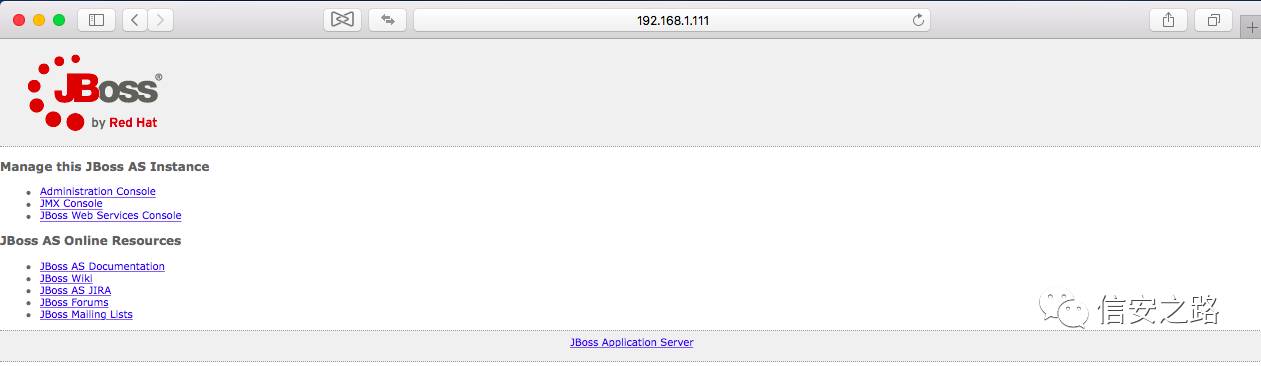 192.168.1.111
JBoss®
by Red Hat
Manage this JBoss AS Instance
Administration Console
JMX Console
JBoss Web Services Console
JBoss AS Online Resources
JBoss AS Documentation
JBoss Wiki
JBoss AS JIRA
JBoss Forums
JBoss Mailing Lists
信安之路
JBoss Application Server